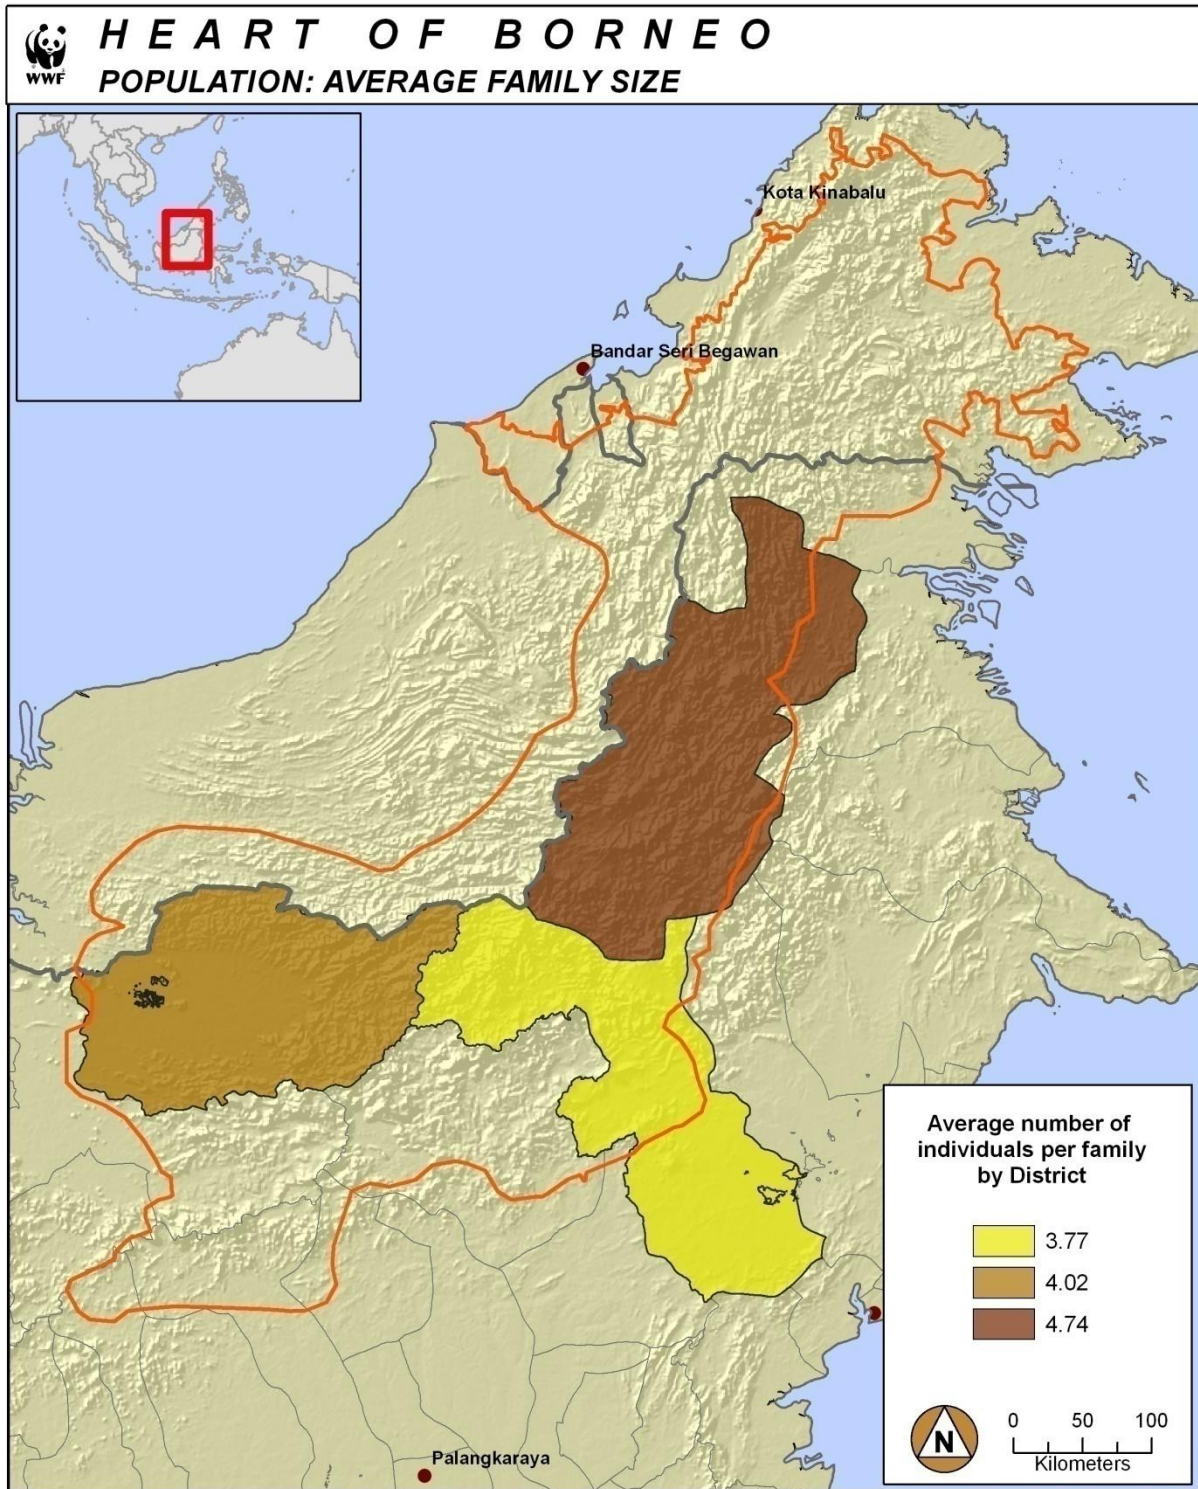 HEART OF BORNEO
WWF
POPULATION: AVERAGE FAMILY SIZE
Kota Kinabalu
Bandar Seri Begawan
Average number of
individuals per family
by District
3.77
4.02
4.74
N
0 50 100
Kilometers
Palangkaraya